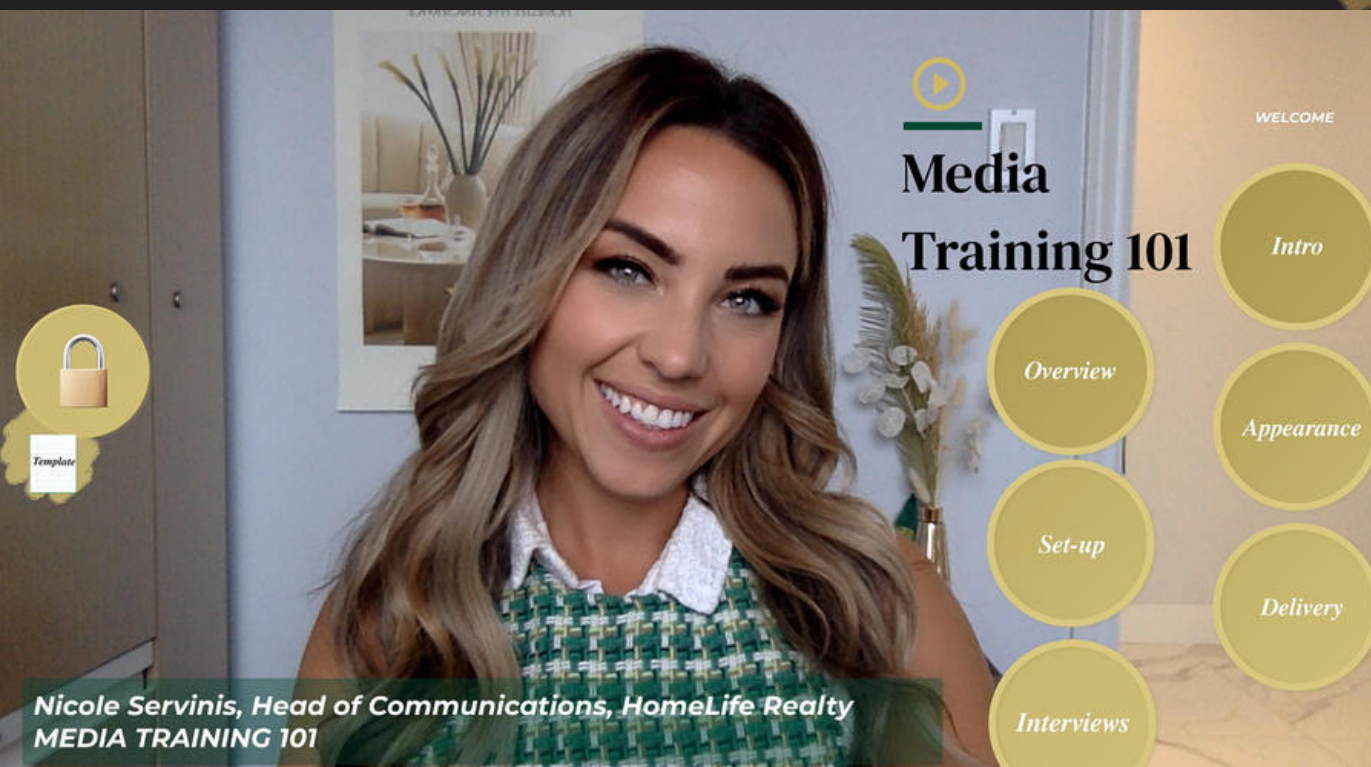 Media
Training 101
WELCOME
Intro
Overview
Appearance
Set-up
Delivery
Interviews
Template
Nicole Servinis, Head of Communications, HomeLife Realty
MEDIA TRAINING 101